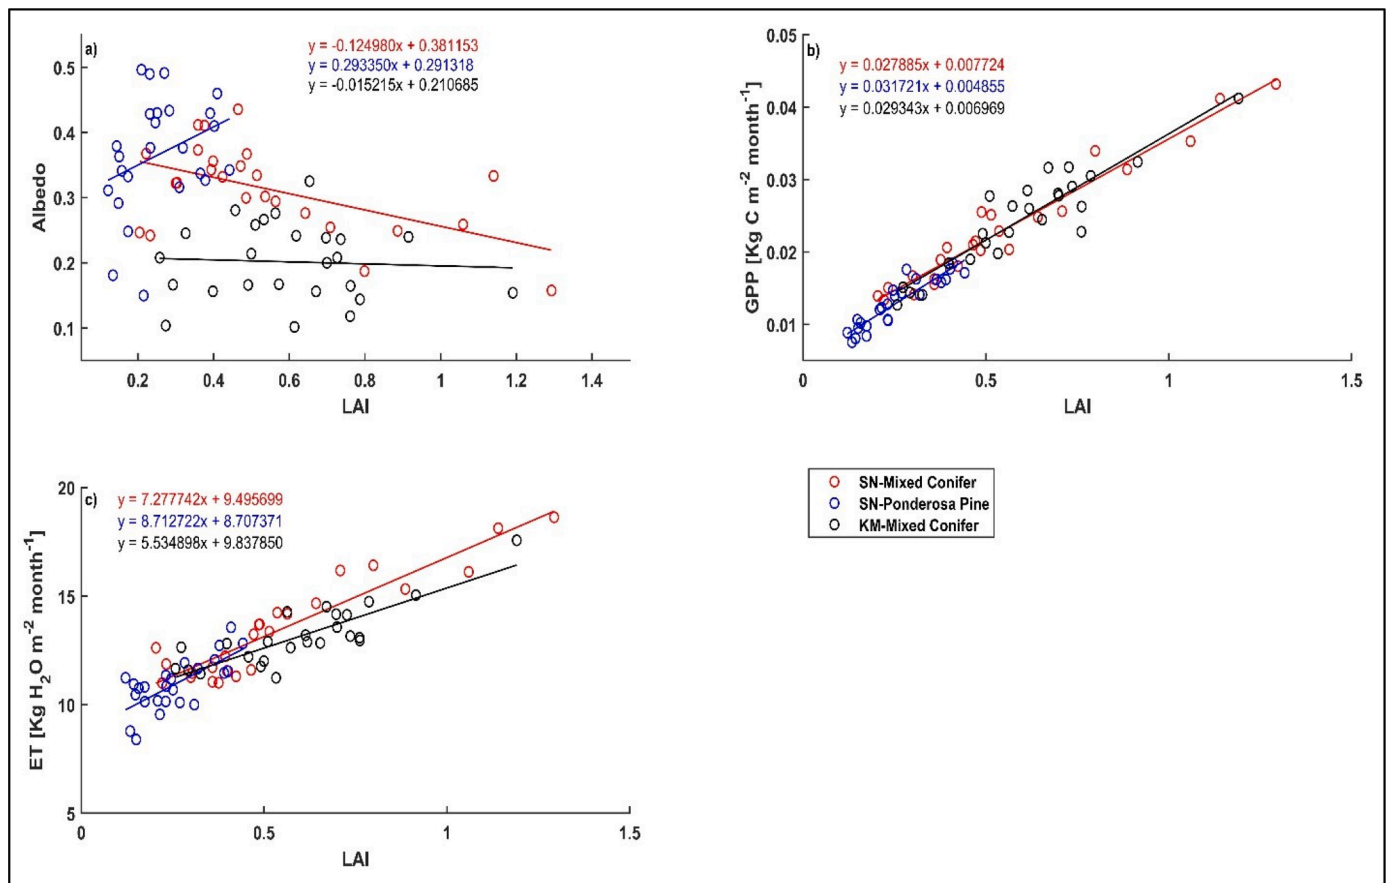 a)
y = -0.124980x + 0.381153
y = 0.293350x + 0.291318
y = -0.015215x + 0.210685
0.5
0.4
0.3
0.2
0.1
Albedo
0.2 0.4 0.6 0.8 1 1.2 1.4
LAI
b)
y = 0.027885x + 0.007724
y = 0.031721x + 0.004855
y = 0.029343x + 0.006969
0.05
0.04
0.03
0.02
0.01
GPP [Kg C m-2 month-1]
0 0.5 1 1.5
LAI
c)
y = 7.277742x + 9.495699
y = 8.712722x + 8.707371
y = 5.534898x + 9.837850
20
15
10
5
ET [Kg H2O m-2 month-1]
0 0.5 1 1.5
LAI
SN-Mixed Conifer
SN-Ponderosa Pine
KM-Mixed Conifer